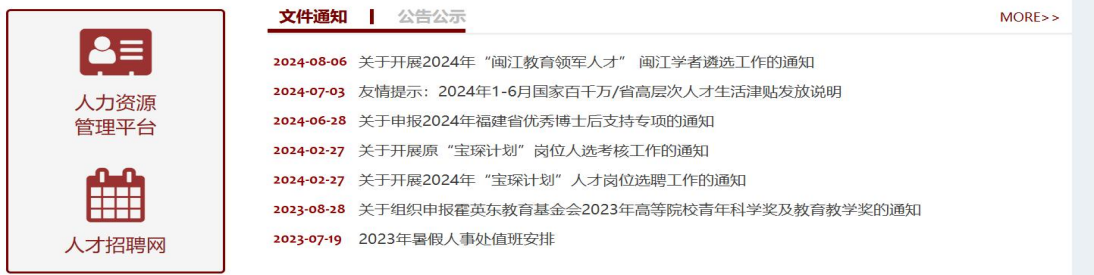 人力资源
管理平台
人才招聘网
文件通知
公告公示
MORE>>
2024-08-06 关于开展2024年“闽江教育领军人才” 闽江学者遴选工作的通知
2024-07-03 友情提示：2024年1-6月国家百千万/省高层次人才生活津贴发放说明
2024-06-28 关于申报2024年福建省优秀博士后支持专项的通知
2024-02-27 关于开展原“宝琛计划”岗位人选考核工作的通知
2024-02-27 关于开展2024年“宝琛计划”人才岗位选聘工作的通知
2023-08-28 关于组织申报霍英东教育基金会2023年高等院校青年科学奖及教育教学奖的通知
2023-07-19 2023年暑假人事处值班安排